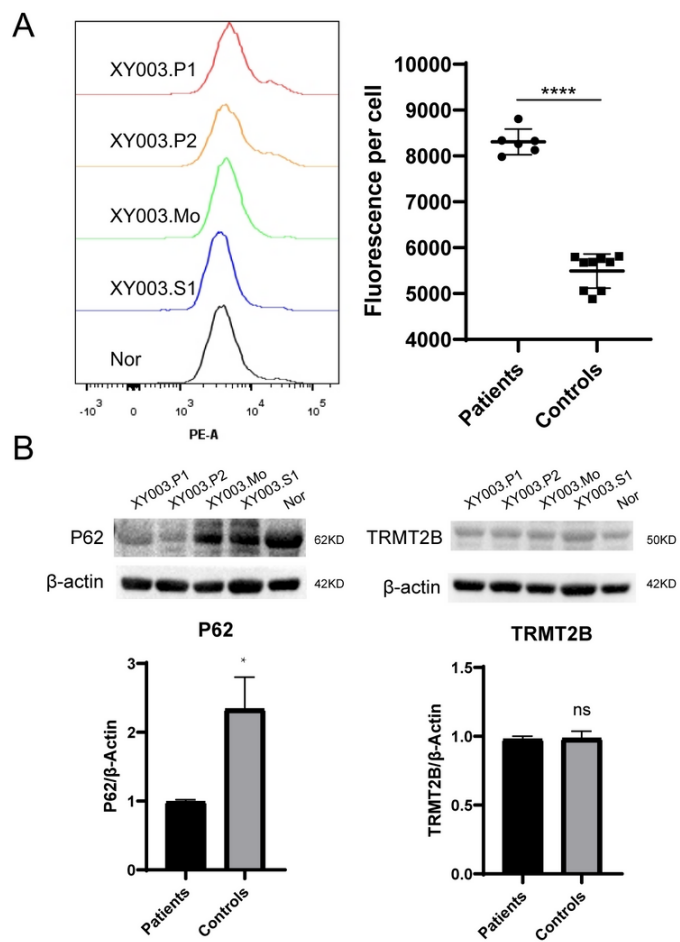 A
XY003.P1
XY003.P2
XY003.Mo
XY003.S1
Nor
-10³ 0 10³ 10⁴ 10⁵
PE-A
Fluorescence per cell
10000
9000
8000
7000
6000
5000
4000
****
Patients
Controls
B
XY003.P1
XY003.P2
XY003.Mo
XY003.S1
Nor
P62
62KD
β-actin
42KD
XY003.P1
XY003.P2
XY003.Mo
XY003.S1
Nor
TRMT2B
50KD
β-actin
42KD
P62
P62/β-Actin
3
2
1
0
*
Patients
Controls
TRMT2B
TRMT2B/β-Actin
1.5
1.0
0.5
0.0
ns
Patients
Controls